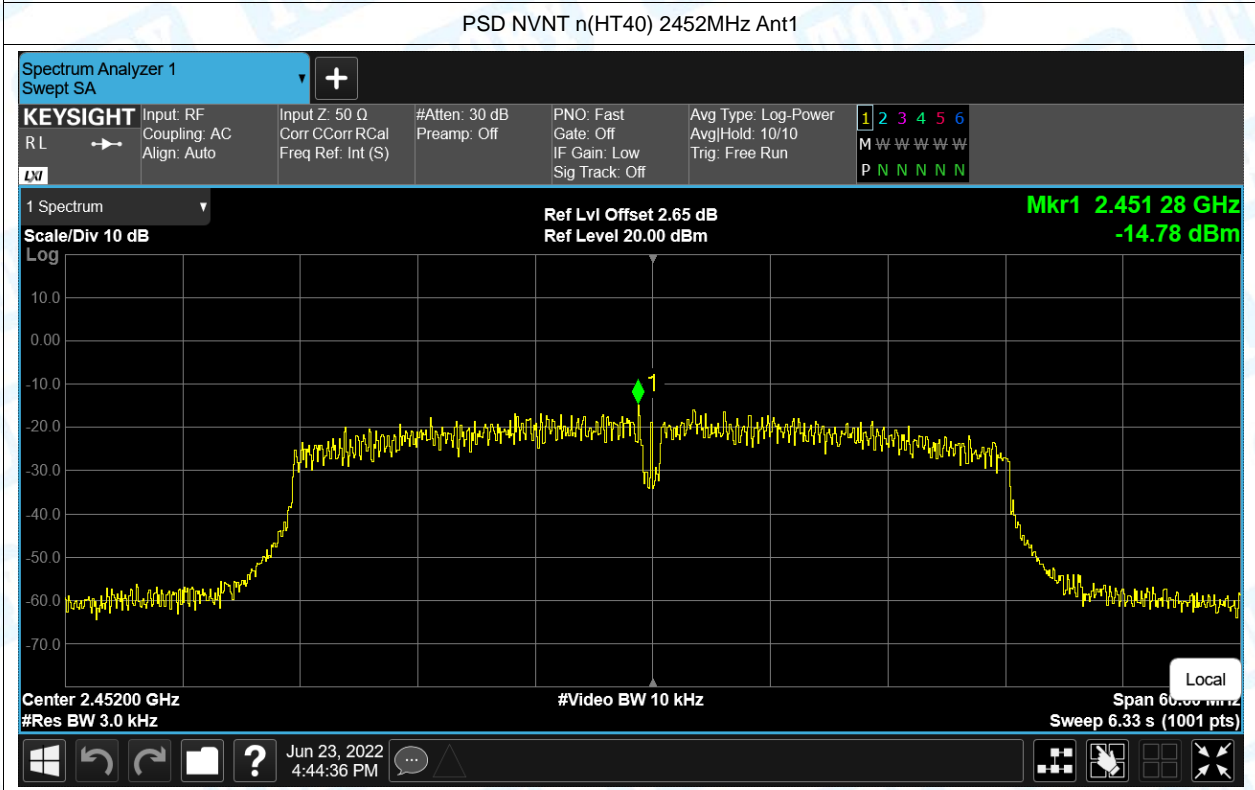 PSD NVNT n(HT40) 2452MHz Ant1
Spectrum Analyzer 1
Swept SA
+
KEYSIGHT
R L
LXI
Input: RF
Coupling: AC
Align: Auto
Input Z: 50 Ω
Corr CCorr RCal
Freq Ref: Int (S)
#Atten: 30 dB
Preamp: Off
PNO: Fast
Gate: Off
IF Gain: Low
Sig Track: Off
Avg Type: Log-Power
Avg|Hold: 10/10
Trig: Free Run
1 2 3 4 5 6
M W W W W W
P N N N N N
1 Spectrum
Scale/Div 10 dB
Ref Lvl Offset 2.65 dB
Ref Level 20.00 dBm
Mkr1 2.451 28 GHz
-14.78 dBm
Log
10.0
0.00
-10.0
-20.0
-30.0
-40.0
-50.0
-60.0
-70.0
1
Center 2.45200 GHz
#Res BW 3.0 kHz
#Video BW 10 kHz
Local
Span 60.00 MHz
Sweep 6.33 s (1001 pts)
?
Jun 23, 2022
4:44:36 PM